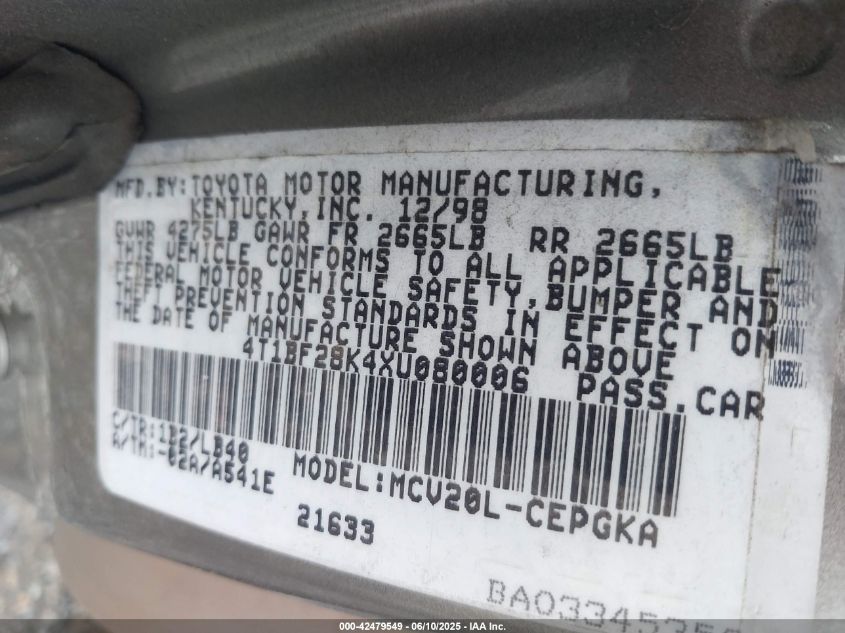 MFD.BY:TOYOTA MOTOR MANUFACTURING,
KENTUCKY,INC. 12/98
GVWR 4275LB GAWR FR 2665LB RR 2665LB
THIS VEHICLE CONFORMS TO ALL APPLICABLE
FEDERAL MOTOR VEHICLE SAFETY,BUMPER AND
THEFT PREVENTION STANDARDS IN EFFECT ON
THE DATE OF MANUFACTURE SHOWN ABOVE
4T1BF28K4XU080006 PASS.CAR
C/TR:1B2/LB40
A/TM:-02A/A541E
MODEL:MCV20L-CEPGKA
21633
000-42479549 / 06/10/2025 - IAA Inc.